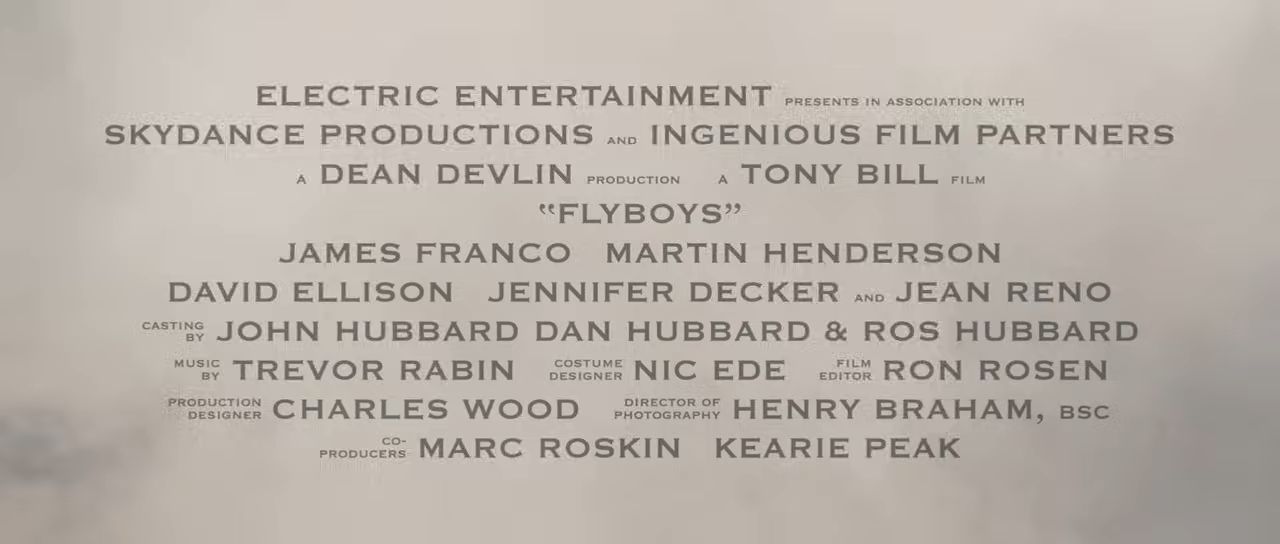 ELECTRIC ENTERTAINMENT PRESENTS IN ASSOCIATION WITH
SKYDANCE PRODUCTIONS AND INGENIOUS FILM PARTNERS
A DEAN DEVLIN PRODUCTION A TONY BILL FILM
“FLYBOYS”
JAMES FRANCO MARTIN HENDERSON
DAVID ELLISON JENNIFER DECKER AND JEAN RENO
CASTING BY JOHN HUBBARD DAN HUBBARD & ROS HUBBARD
MUSIC BY TREVOR RABIN COSTUME DESIGNER NIC EDE FILM EDITOR RON ROSEN
PRODUCTION DESIGNER CHARLES WOOD DIRECTOR OF PHOTOGRAPHY HENRY BRAHAM, BSC
CO-PRODUCERS MARC ROSKIN KEARIE PEAK